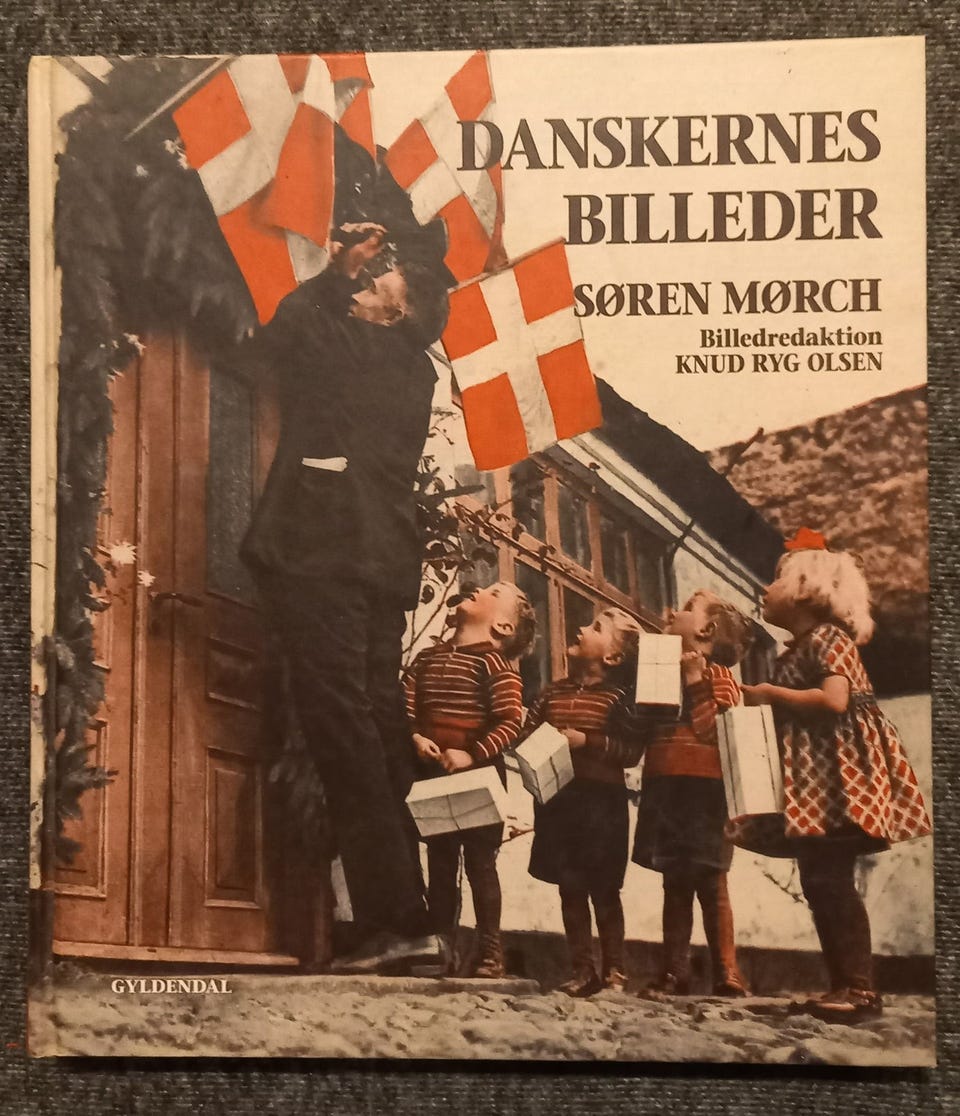 DANSKERNES
BILLEDER
SØREN MØRCH
Billedredaktion
KNUD RYG OLSEN
GYLDENDAL